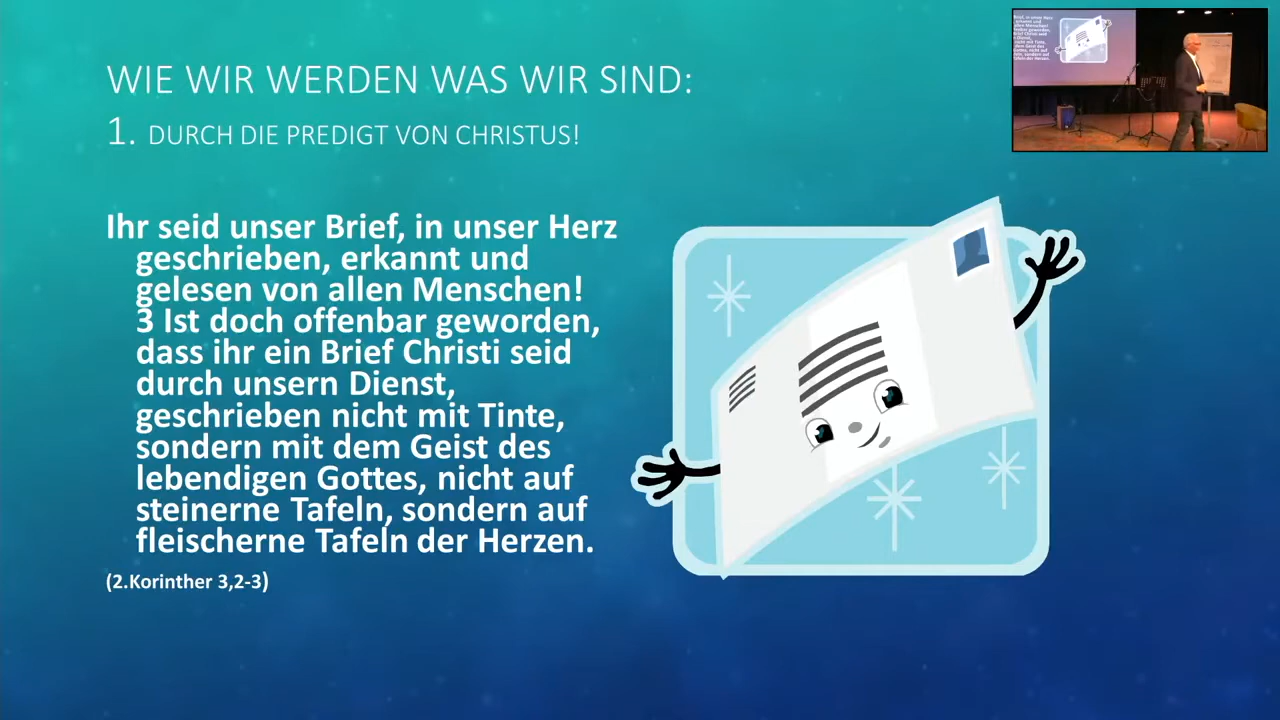 WIE WIR WERDEN WAS WIR SIND:
1. DURCH DIE PREDIGT VON CHRISTUS!
Ihr seid unser Brief, in unser Herz
geschrieben, erkannt und
gelesen von allen Menschen!
3 Ist doch offenbar geworden,
dass ihr ein Brief Christi seid
durch unsern Dienst,
geschrieben nicht mit Tinte,
sondern mit dem Geist des
lebendigen Gottes, nicht auf
steinerne Tafeln, sondern auf
fleischerne Tafeln der Herzen.
(2.Korinther 3,2-3)